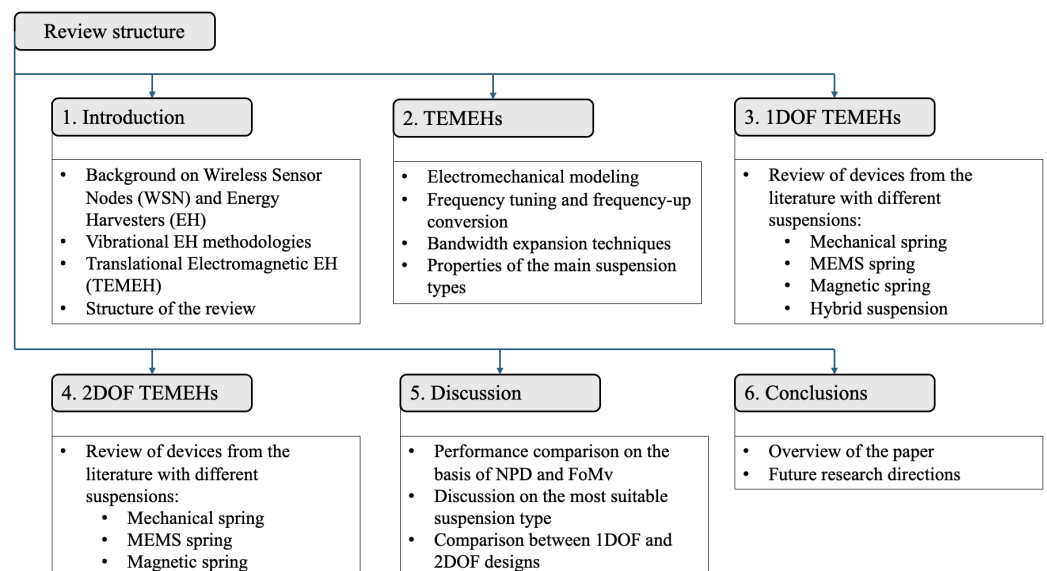 Review structure
1. Introduction
• Background on Wireless Sensor
Nodes (WSN) and Energy
Harvesters (EH)
• Vibrational EH methodologies
• Translational Electromagnetic EH
(TEMEH)
• Structure of the review
2. TEMEHs
• Electromechanical modeling
• Frequency tuning and frequency-up
conversion
• Bandwidth expansion techniques
• Properties of the main suspension
types
3. 1DOF TEMEHs
• Review of devices from the
literature with different
suspensions:
• Mechanical spring
• MEMS spring
• Magnetic spring
• Hybrid suspension
4. 2DOF TEMEHs
• Review of devices from the
literature with different
suspensions:
• Mechanical spring
• MEMS spring
• Magnetic spring
5. Discussion
• Performance comparison on the
basis of NPD and FoMv
• Discussion on the most suitable
suspension type
• Comparison between 1DOF and
2DOF designs
6. Conclusions
• Overview of the paper
• Future research directions